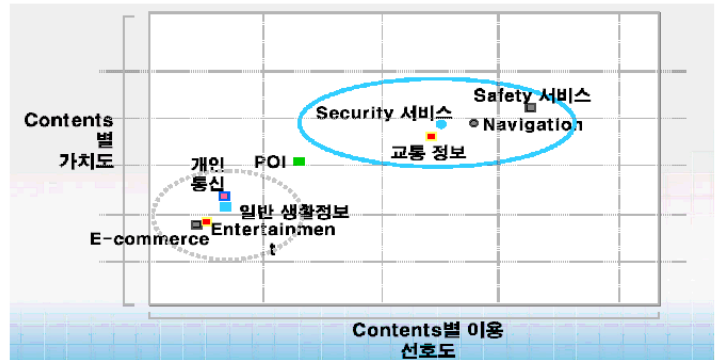 Safety 서비스
Security 서비스
Navigation
교통 정보
Contents
별
가치도
POI
개인
통신
일반 생활정보
Entertainmen
t
E-commerce
Contents별 이용
선호도